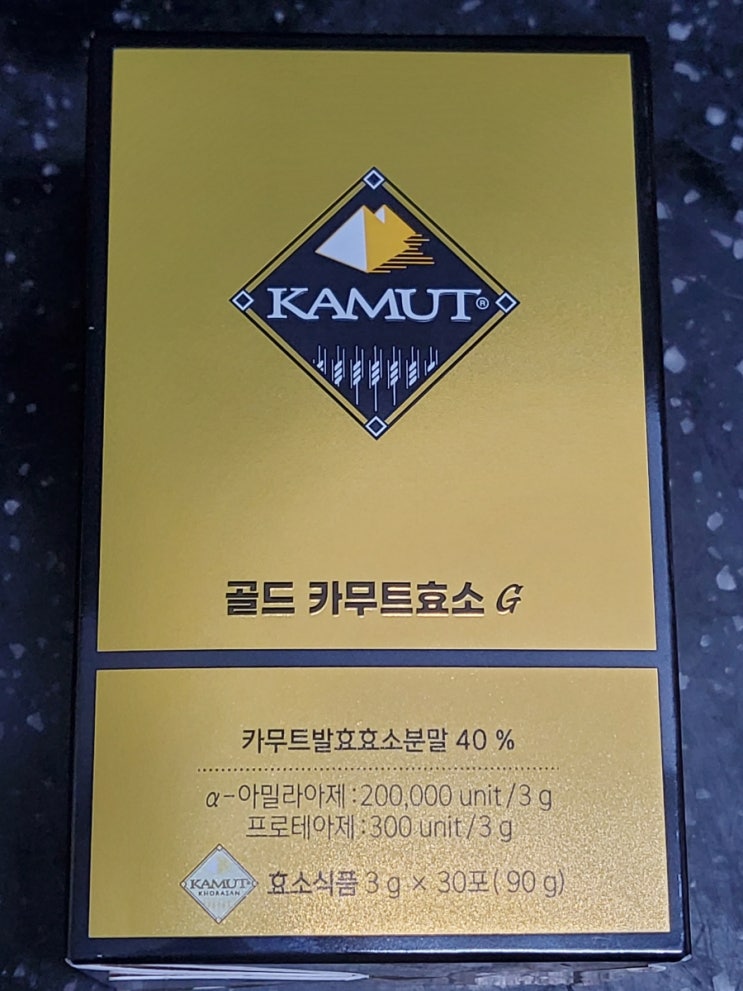 KAMUT®
골드 카무트효소 G
카무트발효효소분말 40 %
α-아밀라아제:200,000 unit/3 g
프로테아제:300 unit/3 g
KAMUT®
KHORASAN
효소식품 3 g × 30포(90 g)